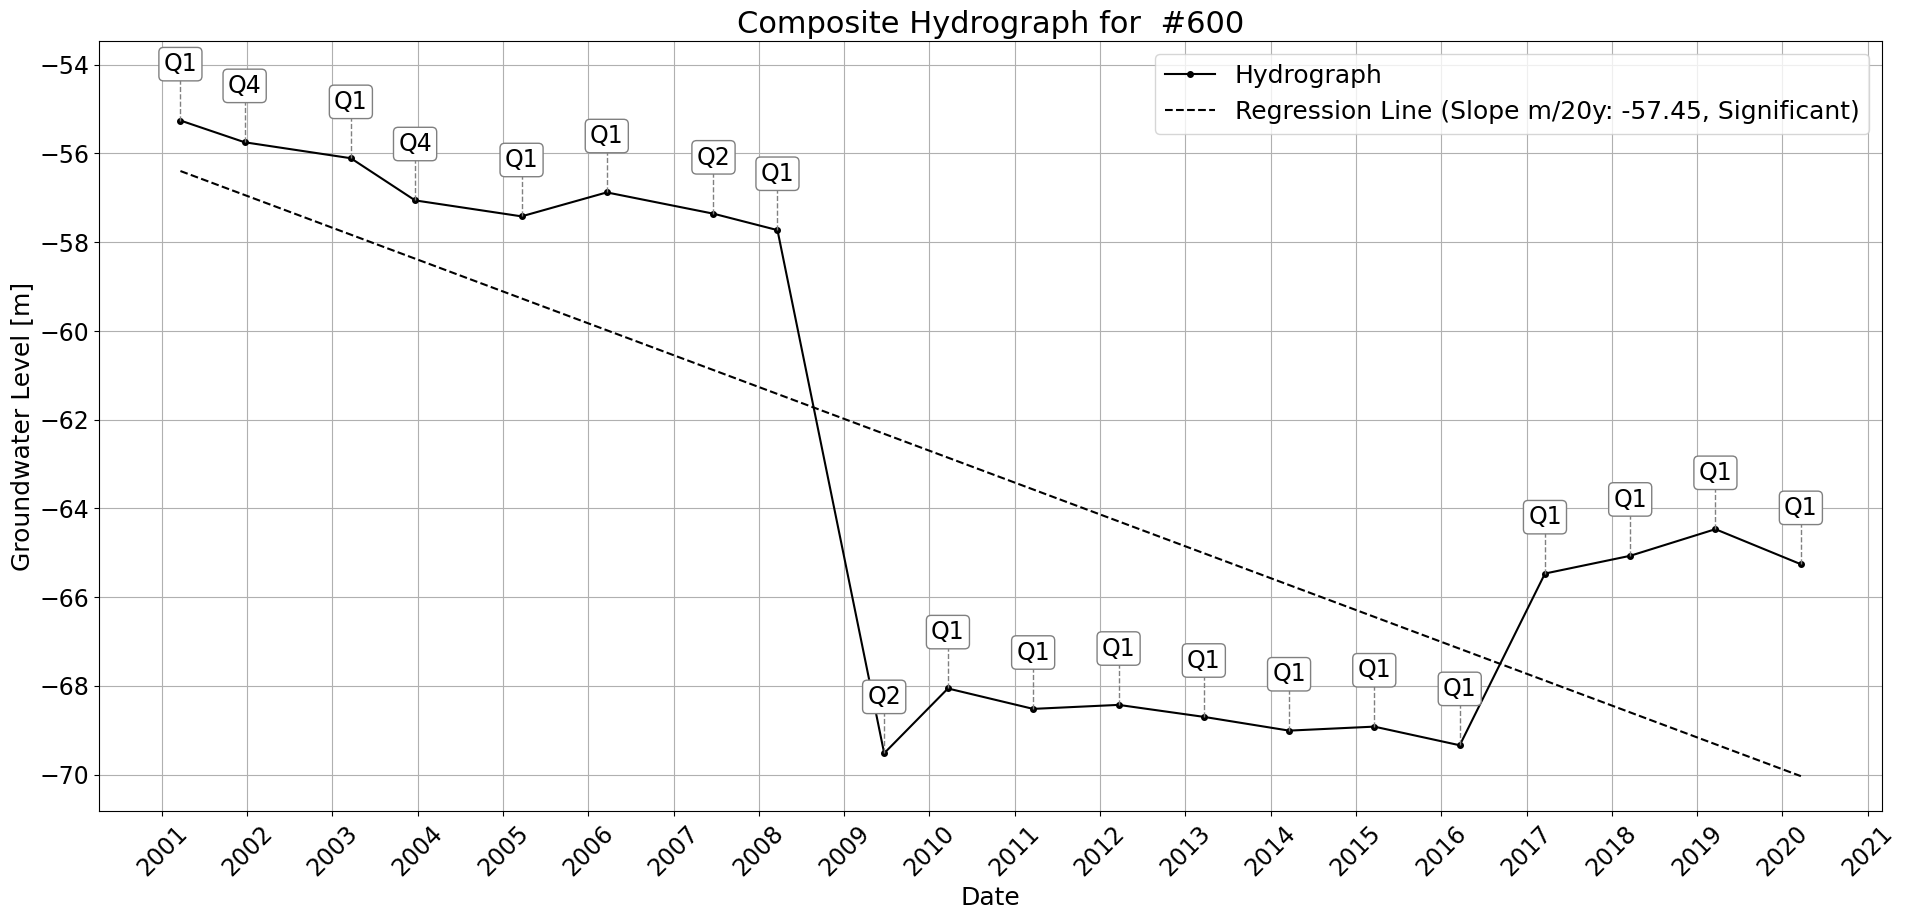 Composite Hydrograph for  #600
Hydrograph
Regression Line (Slope m/20y: -57.45, Significant)
Groundwater Level [m]
−54
−56
−58
−60
−62
−64
−66
−68
−70
Q1
Q4
Q1
Q4
Q1
Q1
Q2
Q1
Q2
Q1
Q1
Q1
Q1
Q1
Q1
Q1
Q1
Q1
Q1
Q1
2001
2002
2003
2004
2005
2006
2007
2008
2009
2010
2011
2012
2013
2014
2015
2016
2017
2018
2019
2020
2021
Date